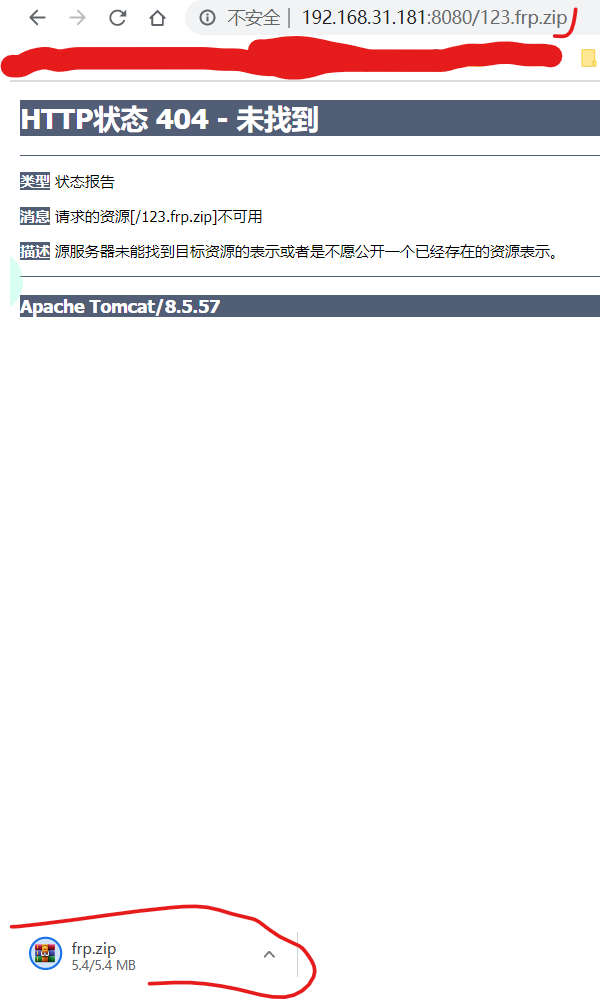 不安全 | 192.168.31.181:8080/123.frp.zip
HTTP状态 404 - 未找到
类型 状态报告
消息 请求的资源[/123.frp.zip]不可用
描述 源服务器未能找到目标资源的表示或者是不愿公开一个已经存在的资源表示。
Apache Tomcat/8.5.57
frp.zip
5.4/5.4 MB